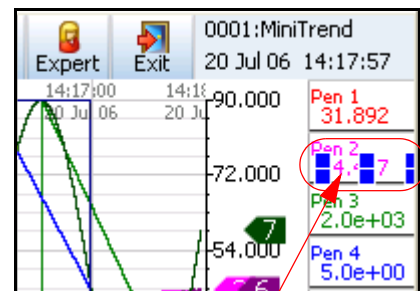 Expert Exit 0001:MiniTrend
20 Jul 06 14:17:57
14:17:00 14:18
20 Jul 06 20 Ju
90.000
72.000
54.000
7
6
Pen 1
31.892
Pen 2
Pen 3
2.0e+03
Pen 4
5.0e+00